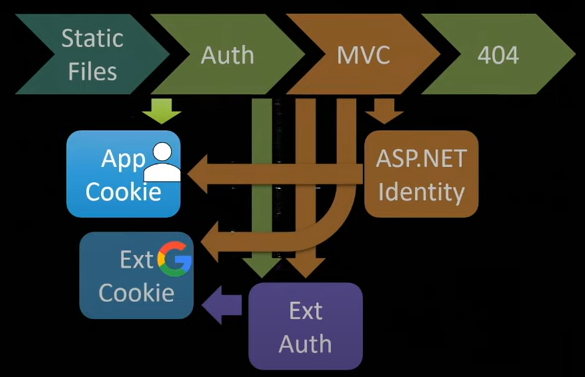 Static
Files
Auth
MVC
404
App
Cookie
ASP.NET
Identity
Ext
Cookie
Ext
Auth